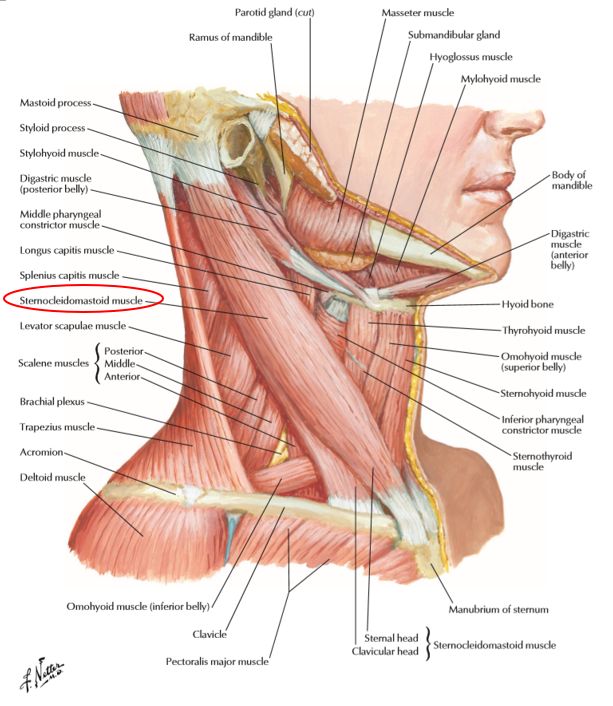 Parotid gland (cut)
Masseter muscle
Ramus of mandible
Submandibular gland
Hyoglossus muscle
Mylohyoid muscle
Mastoid process
Styloid process
Stylohyoid muscle
Digastric muscle
(posterior belly)
Middle pharyngeal
constrictor muscle
Longus capitis muscle
Splenius capitis muscle
Sternocleidomastoid muscle
Levator scapulae muscle
Scalene muscles
Posterior
Middle
Anterior
Brachial plexus
Trapezius muscle
Acromion
Deltoid muscle
Body of
mandible
Digastric
muscle
(anterior
belly)
Hyoid bone
Thyrohyoid muscle
Omohyoid muscle
(superior belly)
Sternohyoid muscle
Inferior pharyngeal
constrictor muscle
Sternothyroid
muscle
Omohyoid muscle (inferior belly)
Clavicle
Pectoralis major muscle
Manubrium of sternum
Sternal head
Clavicular head
Sternocleidomastoid muscle
F. Netter
M.D.